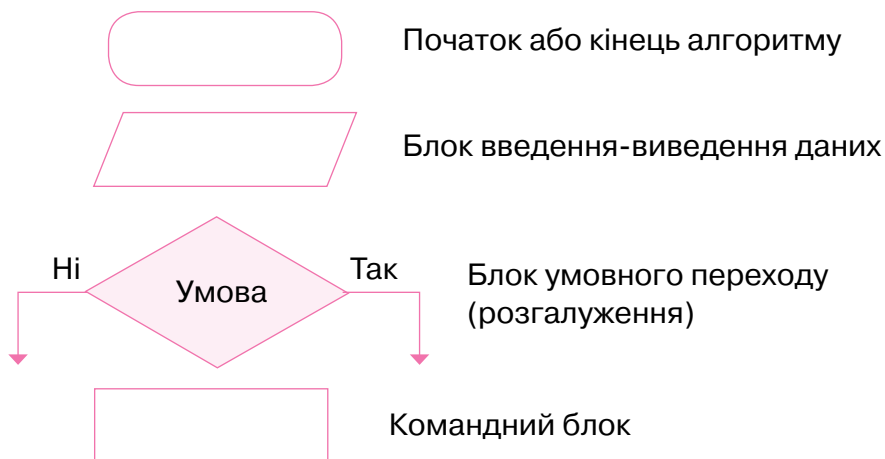 Початок або кінець алгоритму
Блок введення-виведення даних
Ні
Умова
Так
Блок умовного переходу
(розгалуження)
Командний блок